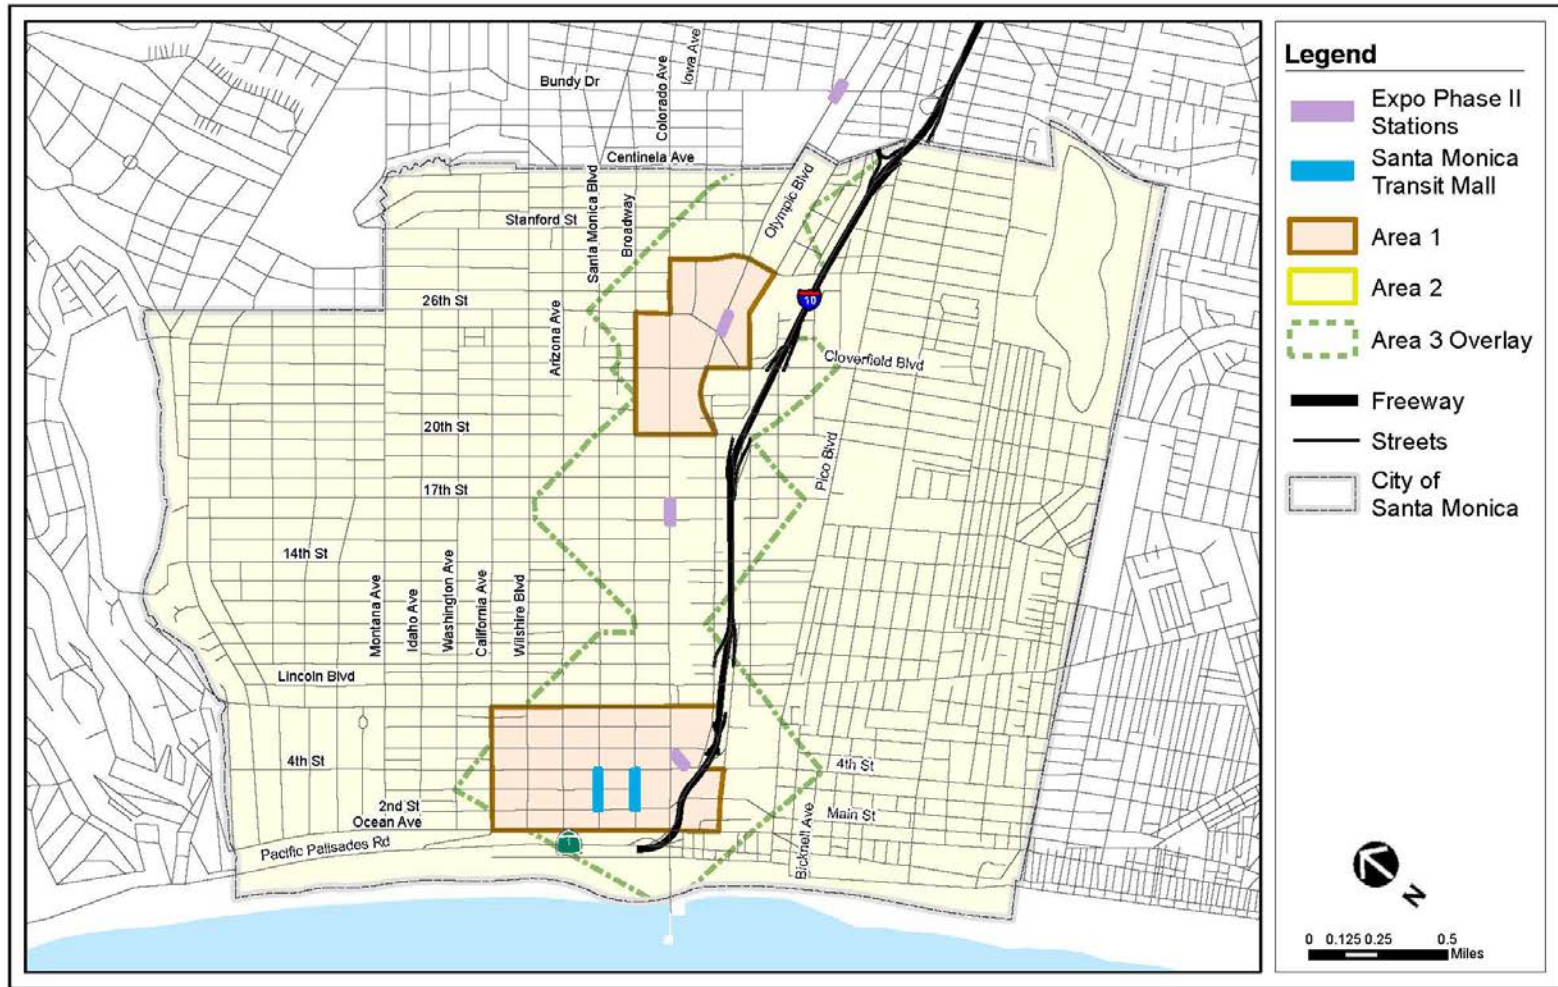 Bundy Dr
Colorado Ave
Iowa Ave
Centinela Ave
Santa Monica Blvd
Broadway
Stanford St
Olympic Blvd
26th St
10
Arizona Ave
Cloverfield Blvd
20th St
Pico Blvd
17th St
14th St
Montana Ave
Idaho Ave
Washington Ave
California Ave
Wilshire Blvd
Lincoln Blvd
4th St
4th St
2nd St
Ocean Ave
Main St
Bicknell Ave
Pacific Palisades Rd
1
Legend
Expo Phase II
Stations
Santa Monica
Transit Mall
Area 1
Area 2
Area 3 Overlay
Freeway
Streets
City of
Santa Monica
N
0 0.125 0.25 0.5
Miles